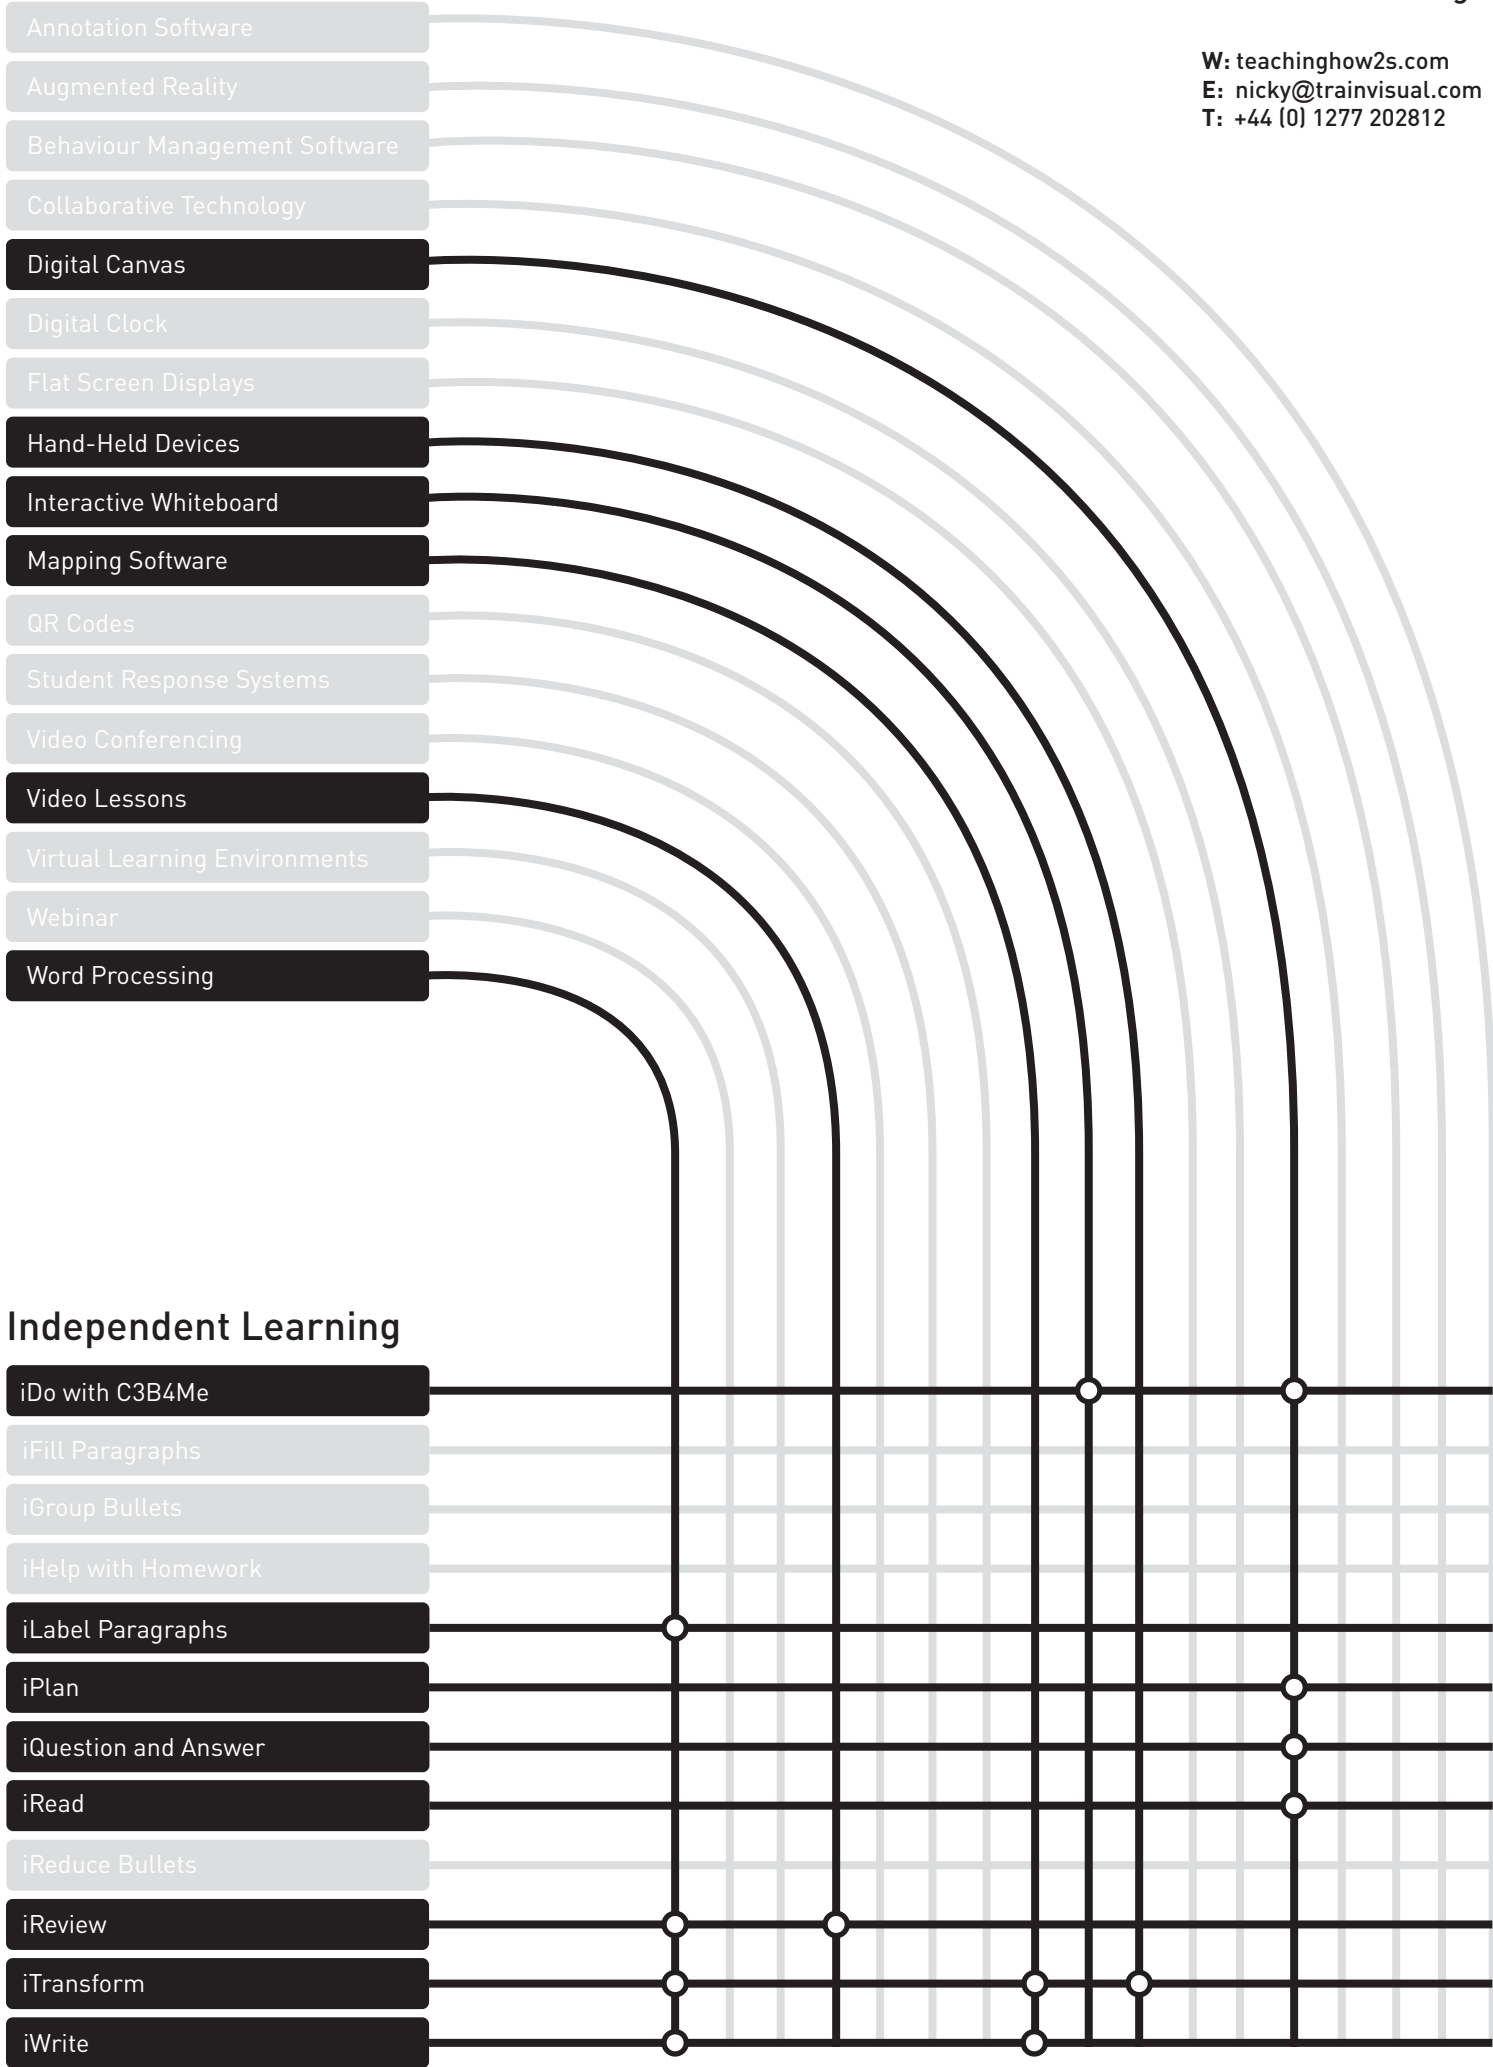 W: teachinghow2s.com
E: nicky@trainvisual.com
T: +44 (0) 1277 202812
Annotation Software
Augmented Reality
Behaviour Management Software
Collaborative Technology
Digital Canvas
Digital Clock
Flat Screen Displays
Hand-Held Devices
Interactive Whiteboard
Mapping Software
QR Codes
Student Response Systems
Video Conferencing
Video Lessons
Virtual Learning Environments
Webinar
Word Processing
Independent Learning
iDo with C3B4Me
iFill Paragraphs
iGroup Bullets
iHelp with Homework
iLabel Paragraphs
iPlan
iQuestion and Answer
iRead
iReduce Bullets
iReview
iTransform
iWrite